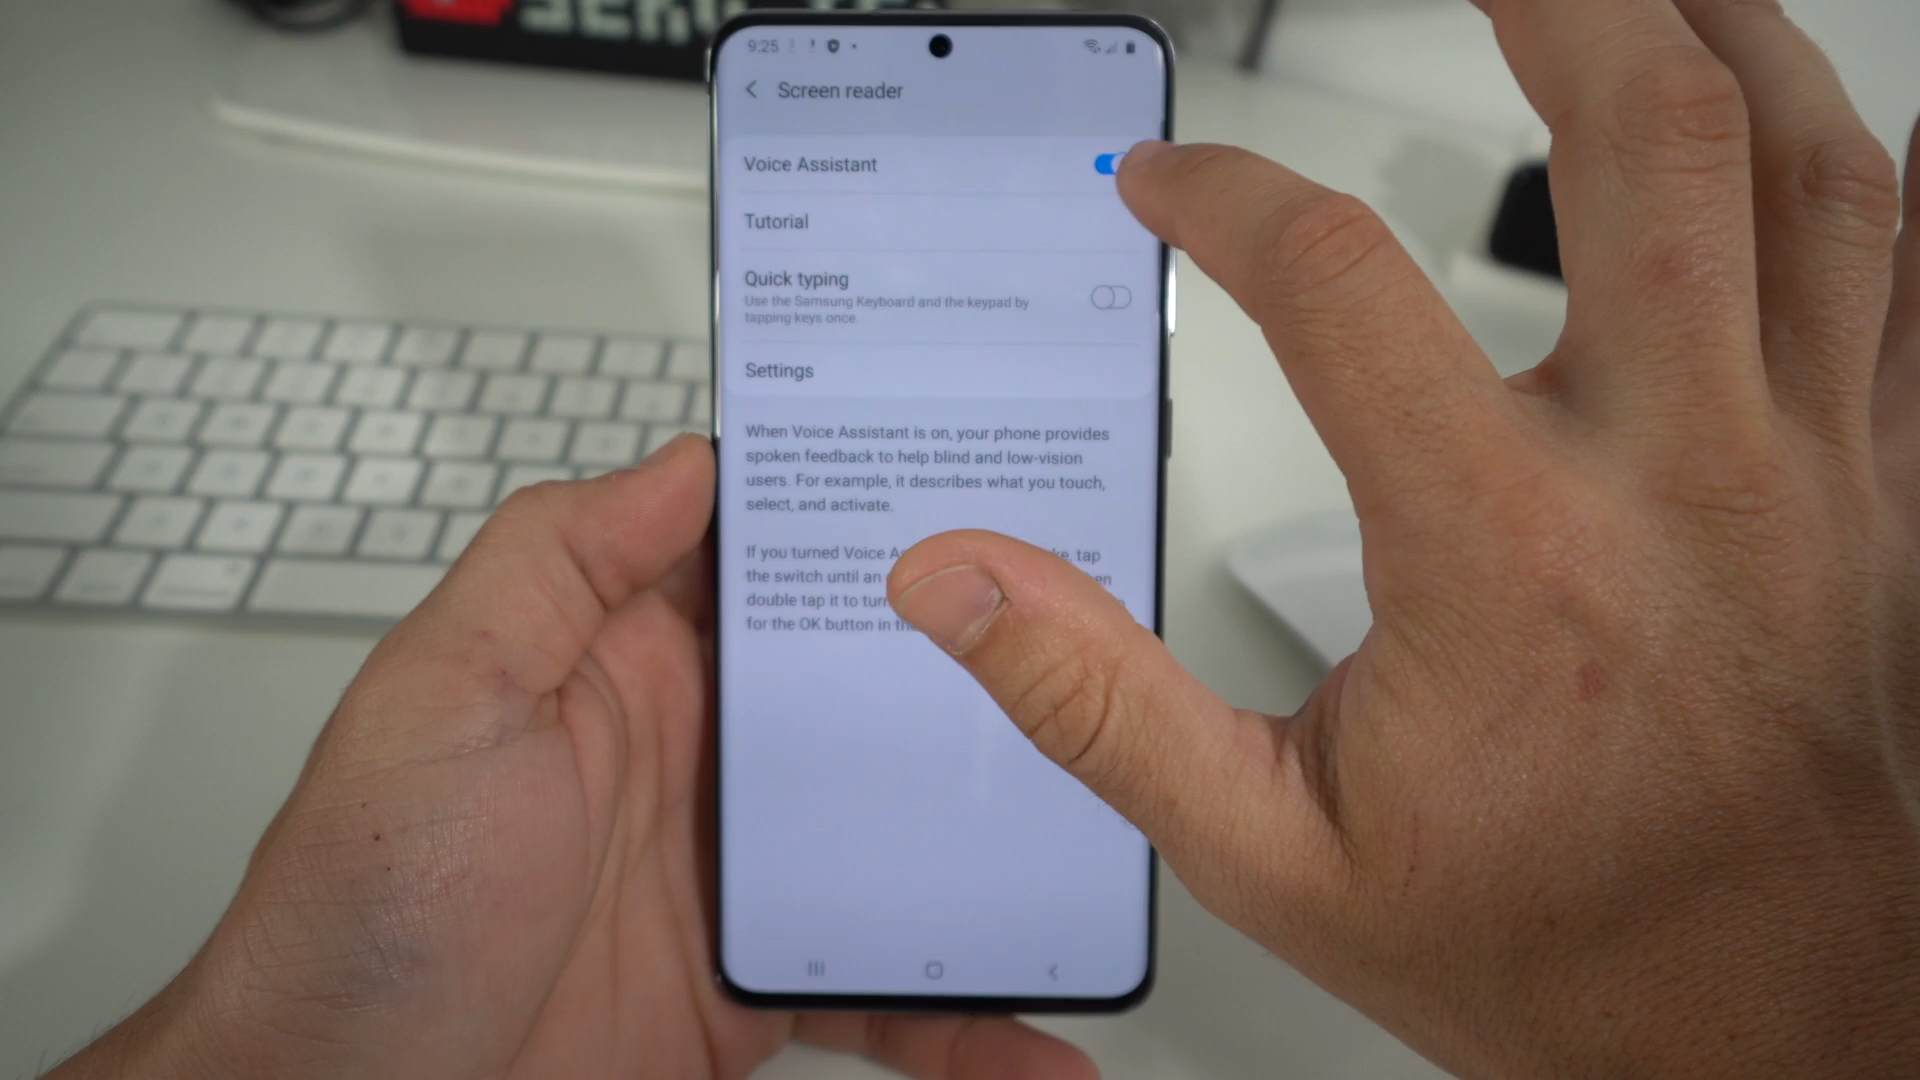 9:25
Screen reader
Voice Assistant
Tutorial
Quick typing
Use the Samsung Keyboard and the keypad by
tapping keys once.
Settings
When Voice Assistant is on, your phone provides
spoken feedback to help blind and low-vision
users. For example, it describes what you touch,
select, and activate.
If you turned Voice tap
the switch until an
double tap it to
for the OK button in